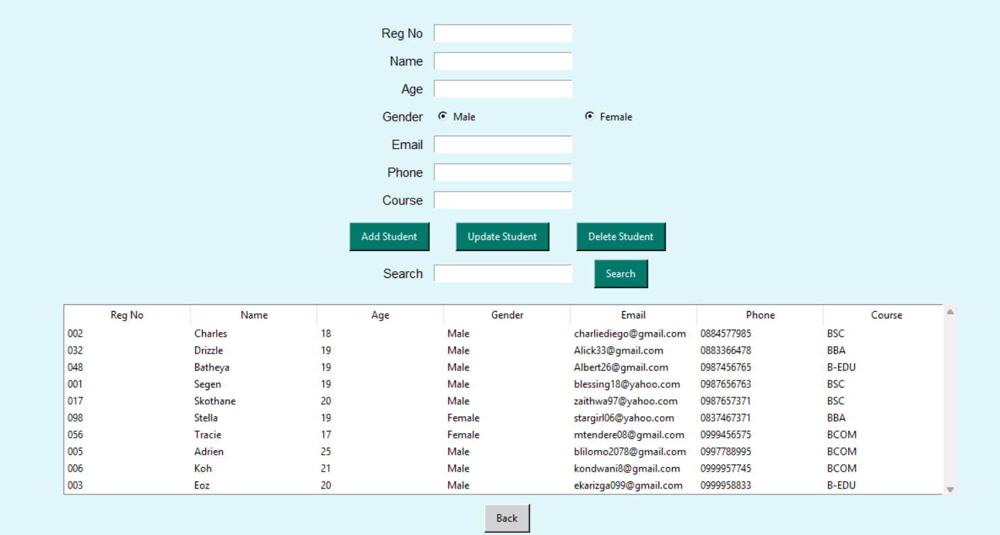 Reg No
Name
Age
Gender Male Female
Email
Phone
Course
Add Student Update Student Delete Student
Search Search
Reg No Name Age Gender Email Phone Course
002 Charles 18 Male charliediego@gmail.com 0884577985 BSC
032 Drizzle 19 Male Alick33@gmail.com 0883366478 BBA
048 Batheya 19 Male Albert26@gmail.com 0987456765 B-EDU
001 Segen 19 Male blessing18@yahoo.com 0987656763 BSC
017 Skothane 20 Male zaithwa97@yahoo.com 0987657371 BSC
098 Stella 19 Female stargirl06@yahoo.com 0837467371 BBA
056 Tracie 17 Female mtendere08@gmail.com 0999456575 BCOM
005 Adrien 25 Male blilomo2078@gmail.com 0997788995 BCOM
006 Koh 21 Male kondwani8@gmail.com 0999957745 BCOM
003 Eoz 20 Male ekarizga099@gmail.com 0999958833 B-EDU
Back